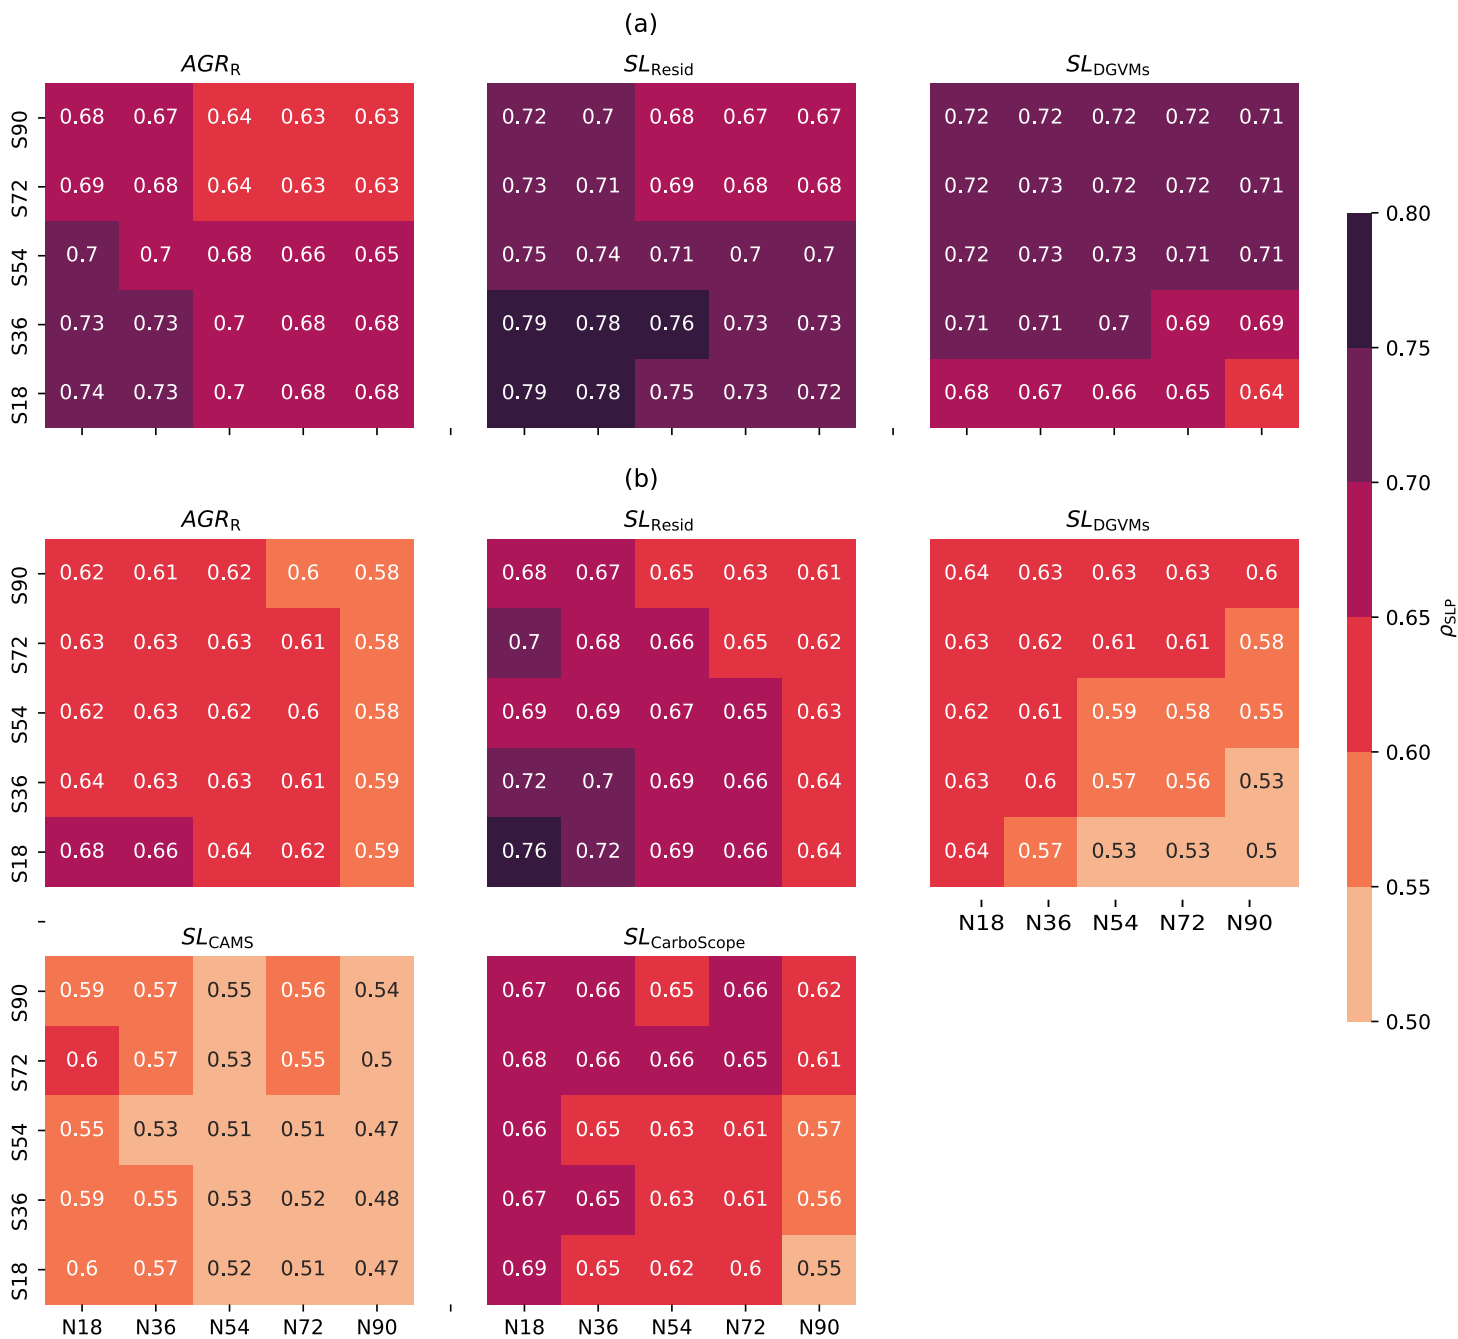 (a)
AGR_R SL_Resid SL_DGVMs
S90 0.68 0.67 0.64 0.63 0.63 0.72 0.7 0.68 0.67 0.67 0.72 0.72 0.72 0.72 0.71
S72 0.69 0.68 0.64 0.63 0.63 0.73 0.71 0.69 0.68 0.68 0.72 0.73 0.72 0.72 0.71
S54 0.7 0.7 0.68 0.66 0.65 0.75 0.74 0.71 0.7 0.7 0.72 0.73 0.73 0.71 0.71
S36 0.73 0.73 0.7 0.68 0.68 0.79 0.78 0.76 0.73 0.73 0.71 0.71 0.7 0.69 0.69
S18 0.74 0.73 0.7 0.68 0.68 0.79 0.78 0.75 0.73 0.72 0.68 0.67 0.66 0.65 0.64
(b)
AGR_R SL_Resid SL_DGVMs
S90 0.62 0.61 0.62 0.6 0.58 0.68 0.67 0.65 0.63 0.61 0.64 0.63 0.63 0.63 0.6
S72 0.63 0.63 0.63 0.61 0.58 0.7 0.68 0.66 0.65 0.62 0.63 0.62 0.61 0.61 0.58
S54 0.62 0.63 0.62 0.6 0.58 0.69 0.69 0.67 0.65 0.63 0.62 0.61 0.59 0.58 0.55
S36 0.64 0.63 0.63 0.61 0.59 0.72 0.7 0.69 0.66 0.64 0.63 0.6 0.57 0.56 0.53
S18 0.68 0.66 0.64 0.62 0.59 0.76 0.72 0.69 0.66 0.64 0.64 0.57 0.53 0.53 0.5
N18 N36 N54 N72 N90
SL_CAMS SL_CarboScope
S90 0.59 0.57 0.55 0.56 0.54 0.67 0.66 0.65 0.66 0.62
S72 0.6 0.57 0.53 0.55 0.5 0.68 0.66 0.66 0.65 0.61
S54 0.55 0.53 0.51 0.51 0.47 0.66 0.65 0.63 0.61 0.57
S36 0.59 0.55 0.53 0.52 0.48 0.67 0.65 0.63 0.61 0.56
S18 0.6 0.57 0.52 0.51 0.47 0.69 0.65 0.62 0.6 0.55
N18 N36 N54 N72 N90 N18 N36 N54 N72 N90
0.80
0.75
0.70
0.65
0.60
0.55
0.50
ρ_SLP